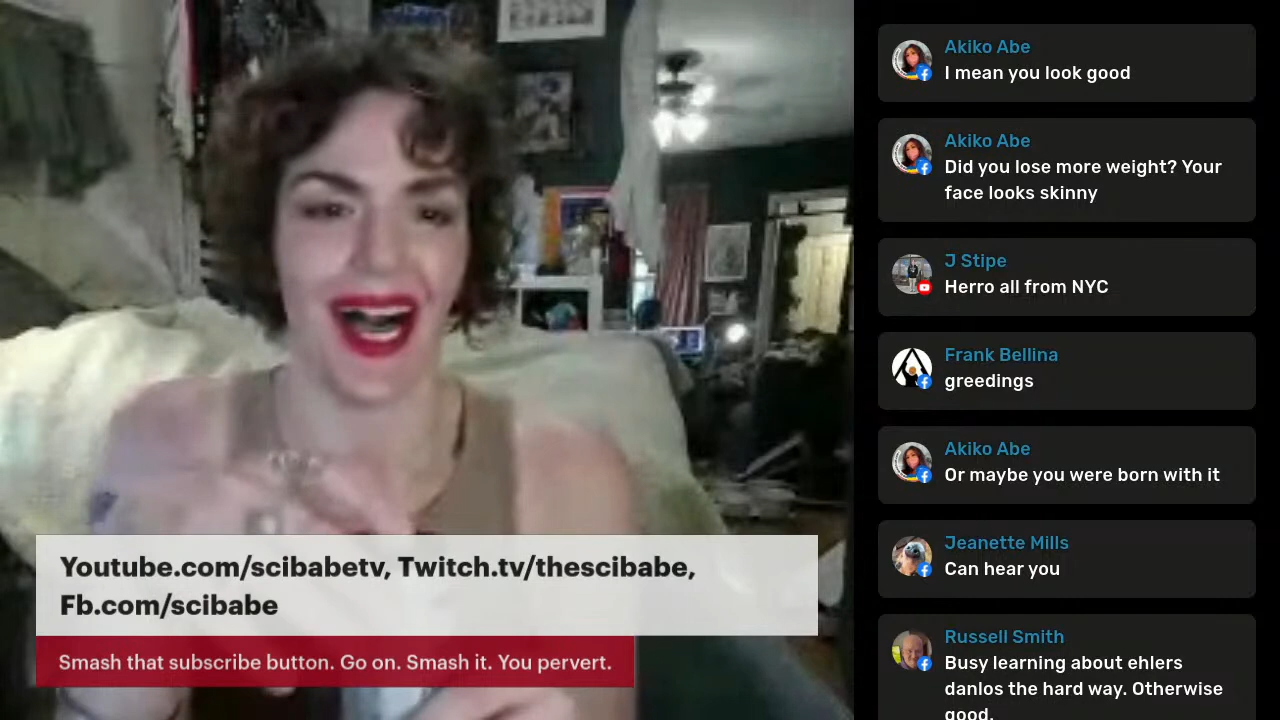 Youtube.com/scibabetv, Twitch.tv/thescibabe,
Fb.com/scibabe
Smash that subscribe button. Go on. Smash it. You pervert.
Akiko Abe
I mean you look good
Akiko Abe
Did you lose more weight? Your
face looks skinny
J Stipe
Herro all from NYC
Frank Bellina
greedings
Akiko Abe
Or maybe you were born with it
Jeanette Mills
Can hear you
Russell Smith
Busy learning about ehlers
danlos the hard way. Otherwise
good.